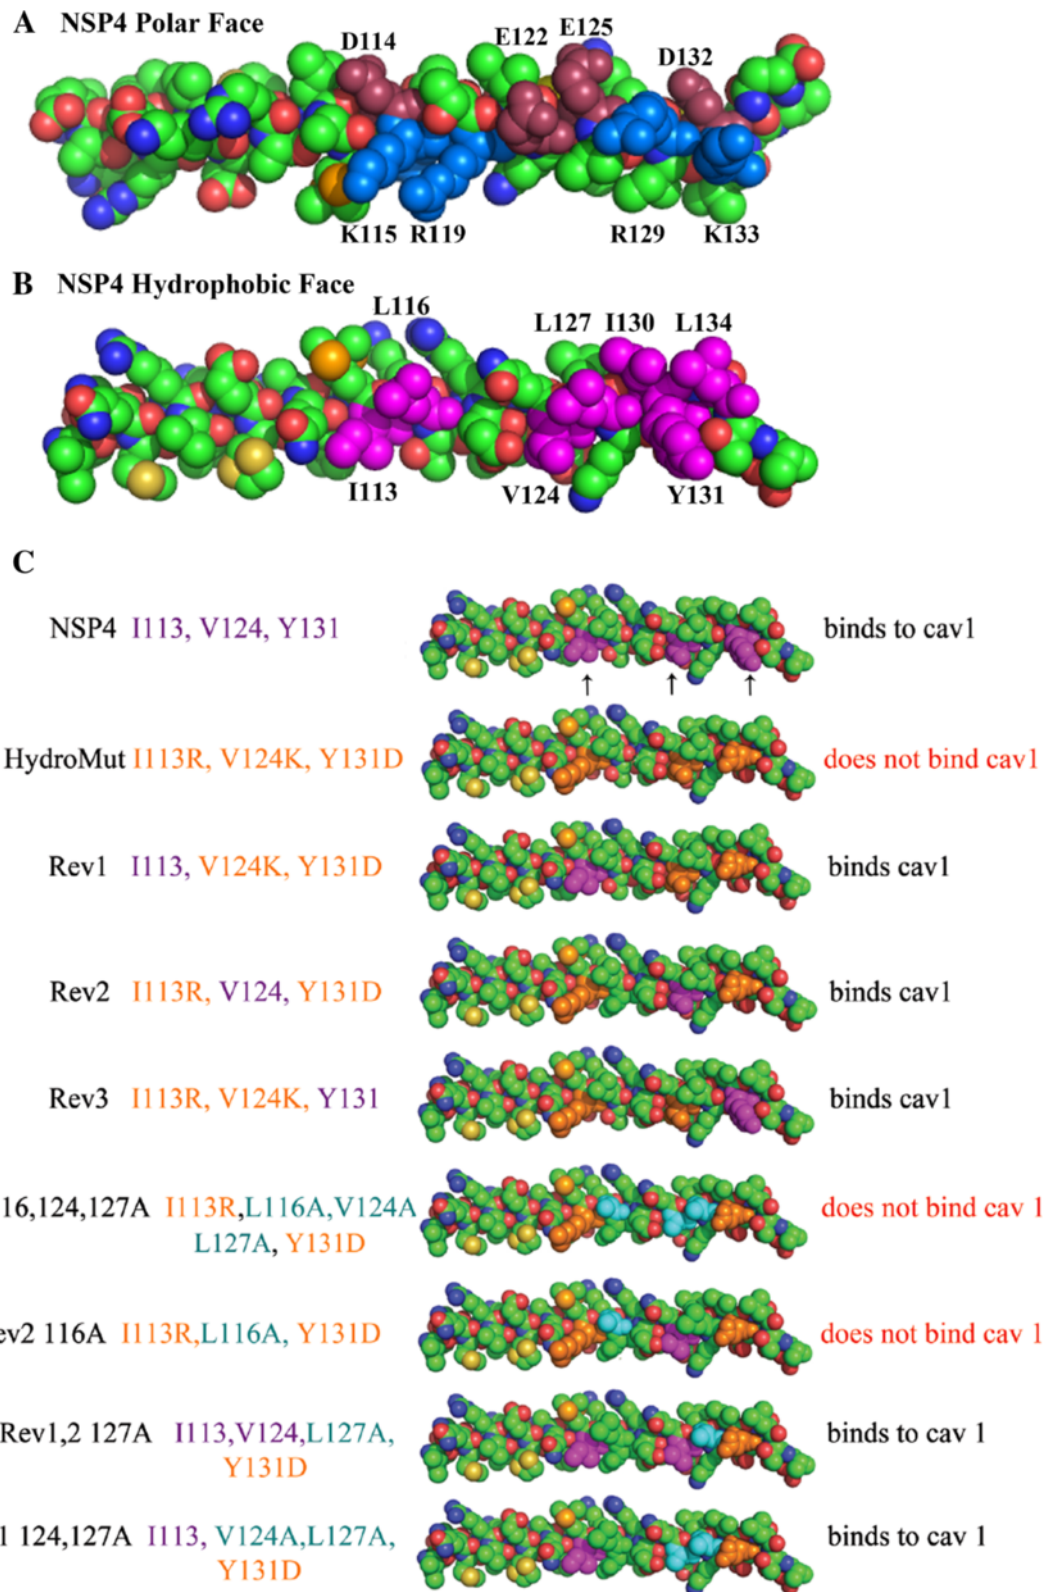 A NSP4 Polar Face
D114
E122
E125
D132
K115
R119
R129
K133
B NSP4 Hydrophobic Face
L116
L127
I130
L134
I113
V124
Y131
C
NSP4 I113, V124, Y131 binds to cav1
↑ ↑ ↑
HydroMut I113R, V124K, Y131D does not bind cav1
Rev1 I113, V124K, Y131D binds cav1
Rev2 I113R, V124, Y131D binds cav1
Rev3 I113R, V124K, Y131 binds cav1
16,124,127A I113R,L116A,V124A does not bind cav 1
L127A, Y131D
ev2 116A I113R,L116A, Y131D does not bind cav 1
Rev1,2 127A I113,V124,L127A, binds to cav 1
Y131D
1 124,127A I113, V124A,L127A, binds to cav 1
Y131D